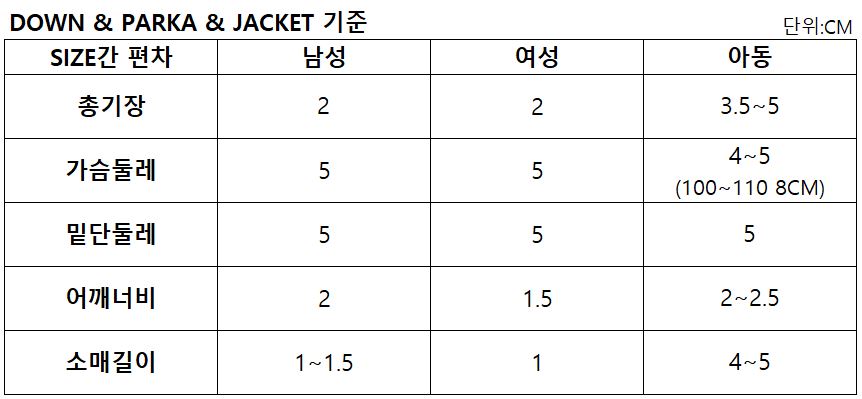 DOWN & PARKA & JACKET 기준
단위:CM
SIZE간 편차 남성 여성 아동
총기장 2 2 3.5~5
가슴둘레 5 5 4~5
(100~110 8CM)
밑단둘레 5 5 5
어깨너비 2 1.5 2~2.5
소매길이 1~1.5 1 4~5